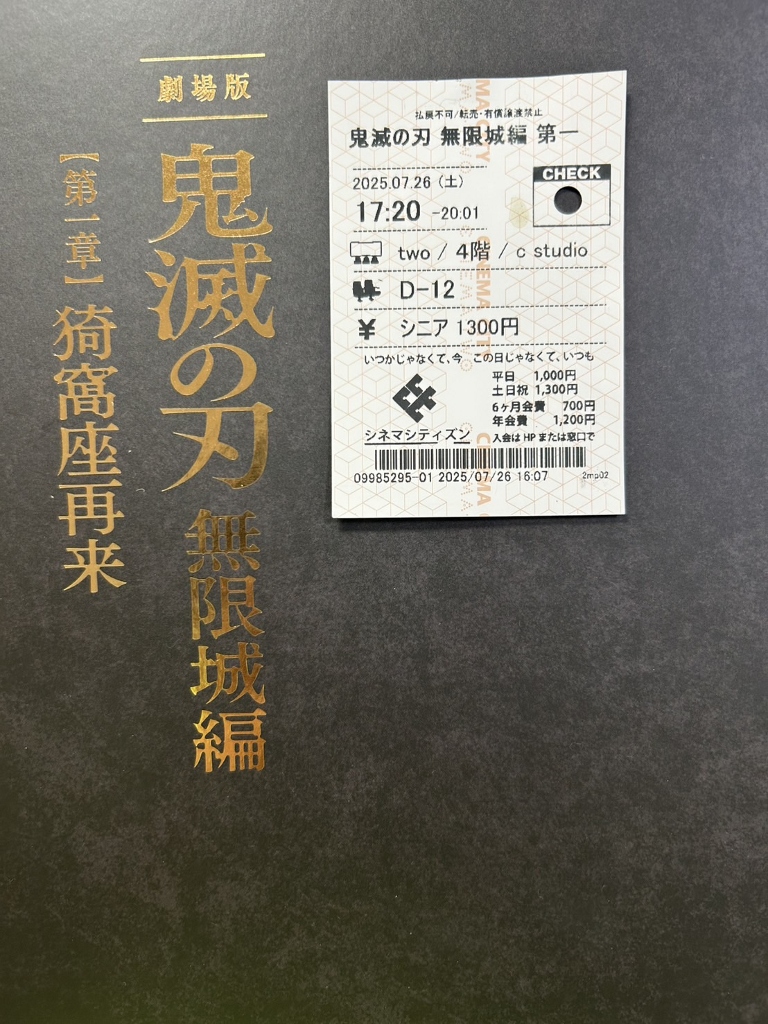 劇場版
鬼滅の刃 無限城編
【第一章】猗窩座再来
払戻不可/転売・有償譲渡禁止
鬼滅の刃 無限城編 第一
CHECK
2025.07.26（土）
17:20 -20:01
two / 4階 / c studio
D-12
¥ シニア 1300円
いつかじゃなくて、今 この日じゃなくて、いつも
平日 1,000円
土日祝 1,300円
6ヶ月会費 700円
年会費 1,200円
シネマシティズン 入会は HP または窓口で
09985295-01 2025/07/26 16:07 2mp02